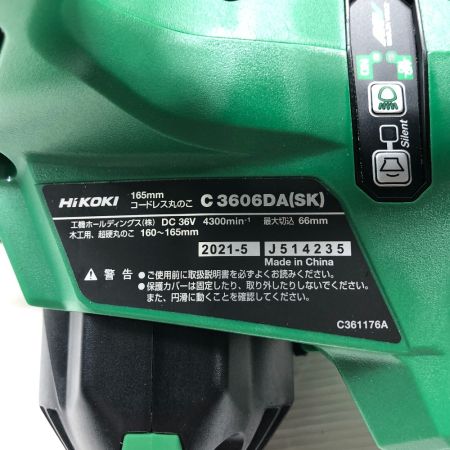 HiKOKI 165mm コードレス丸のこ C 3606DA(SK)
工機ホールディングス(株) DC 36V 4300min⁻¹ 最大切込 66mm
木工用、超硬丸のこ 160～165mm
2021-5 J514235
Made in China
⚠ 警告 ●ご使用前に取扱説明書を必ずよくお読みください。
●保護カバーは固定したり、取り外したりしないでください。
また、円滑に動くことを確認してください。
C361176A
Silent